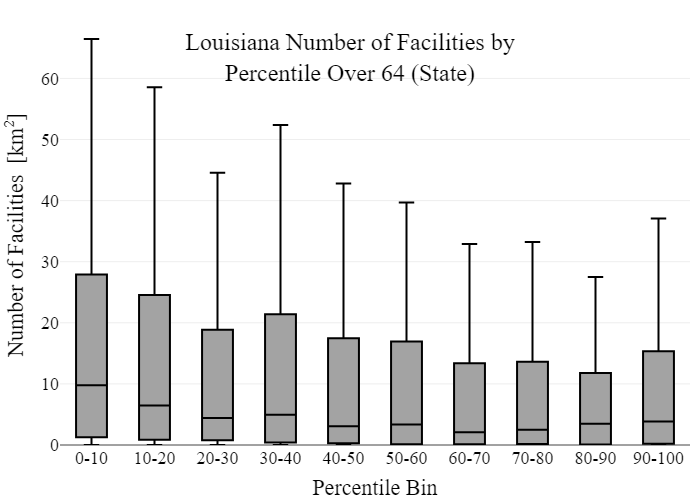 Louisiana Number of Facilities by
Percentile Over 64 (State)
Number of Facilities [km²]
60
50
40
30
20
10
0
0-10 10-20 20-30 30-40 40-50 50-60 60-70 70-80 80-90 90-100
Percentile Bin